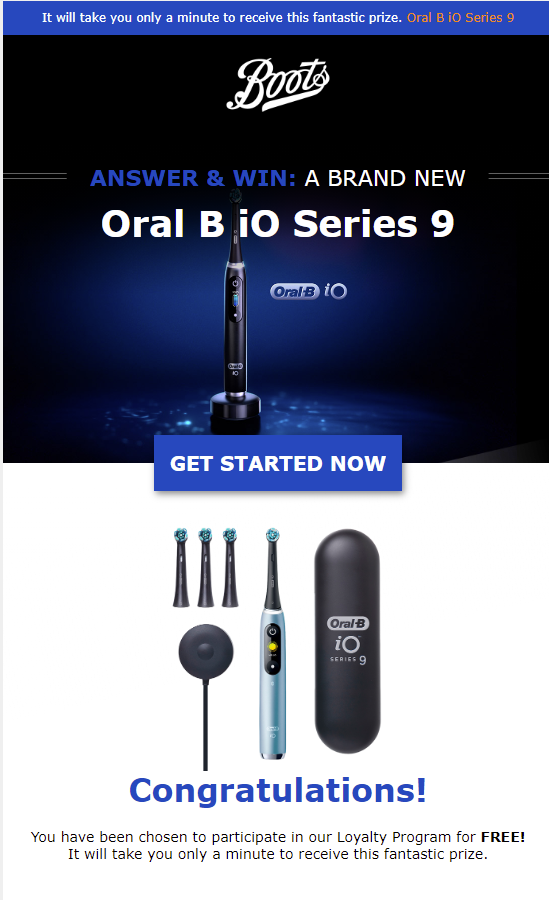 It will take you only a minute to receive this fantastic prize. Oral B iO Series 9
Boots
ANSWER & WIN: A BRAND NEW
Oral B iO Series 9
Oral-B iO
Oral-B
iO
GET STARTED NOW
Oral-B
iO
SERIES 9
Congratulations!
You have been chosen to participate in our Loyalty Program for FREE!
It will take you only a minute to receive this fantastic prize.